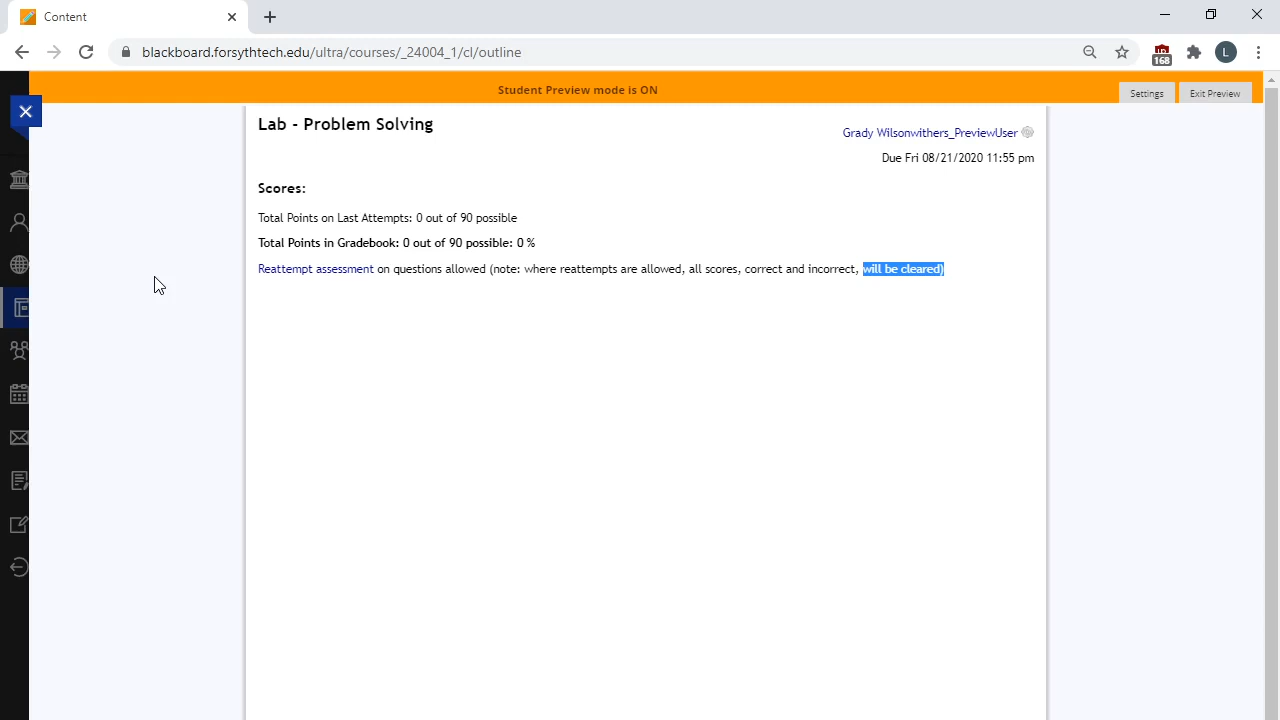 Content
blackboard.forsythtech.edu/ultra/courses/_24004_1/cl/outline
168
L
Student Preview mode is ON
Settings
Exit Preview
Lab - Problem Solving
Grady Wilsonwithers_PreviewUser
Due Fri 08/21/2020 11:55 pm
Scores:
Total Points on Last Attempts: 0 out of 90 possible
Total Points in Gradebook: 0 out of 90 possible: 0 %
Reattempt assessment on questions allowed (note: where reattempts are allowed, all scores, correct and incorrect, will be cleared)